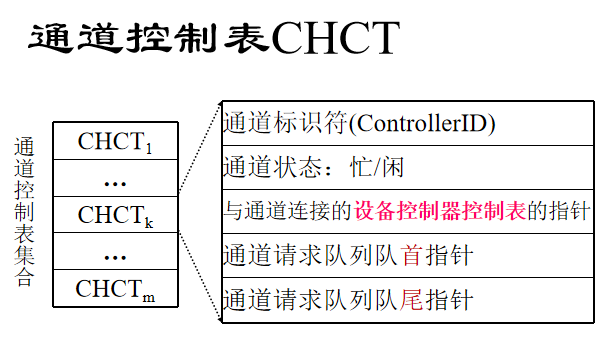 通道控制表CHCT
通道控制表集合
CHCT1
...
CHCTk
...
CHCTm
通道标识符(ControllerID)
通道状态：忙/闲
与通道连接的设备控制器控制表的指针
通道请求队列队首指针
通道请求队列队尾指针